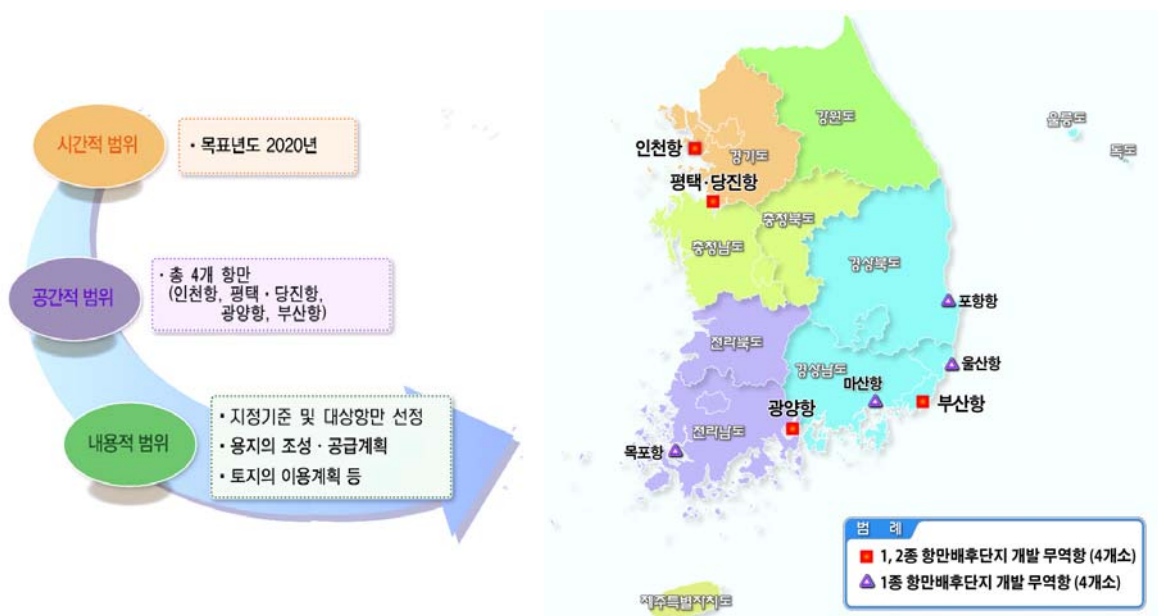 시간적 범위
· 목표년도 2020년
공간적 범위
· 총 4개 항만
(인천항, 평택·당진항,
광양항, 부산항)
내용적 범위
· 지정기준 및 대상항만 선정
· 용지의 조성·공급계획
· 토지의 이용계획 등
강원도
울릉도
독도
인천항
경기도
평택·당진항
충청북도
충청남도
경상북도
포항항
전라북도
울산항
경상남도
마산항
부산항
광양항
전라남도
목포항
제주특별자치도
범 례
1, 2종 항만배후단지 개발 무역항 (4개소)
1종 항만배후단지 개발 무역항 (4개소)